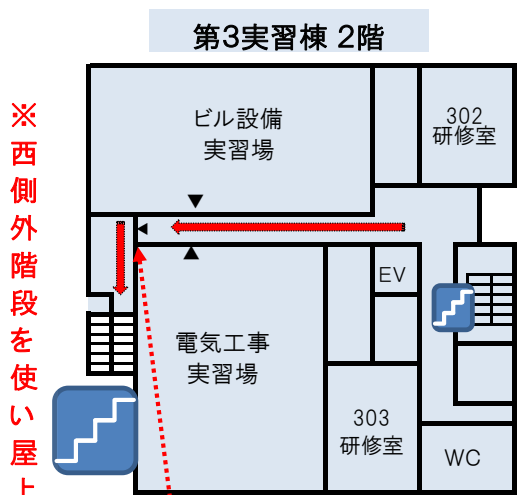 第3実習棟 2階
※西側外階段を使い屋
ビル設備
実習場
302
研修室
EV
電気工事
実習場
303
研修室
WC